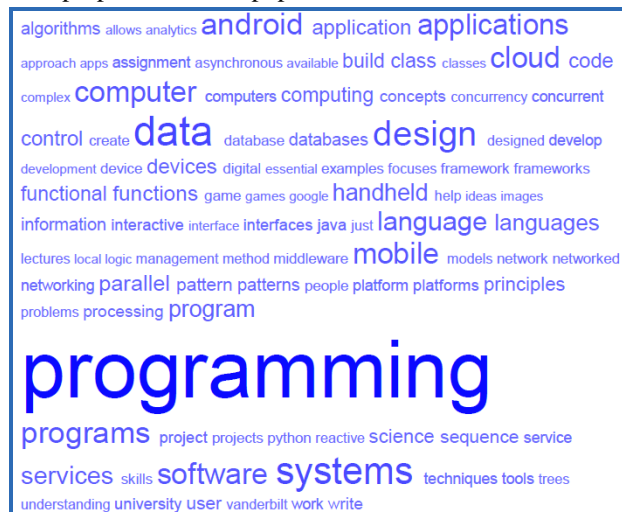 algorithms allows analytics android application applications
approach apps assignment asynchronous available build class classes cloud code
complex computer computers computing concepts concurrency concurrent
control create data database databases design designed develop
development device devices digital essential examples focuses framework frameworks
functional functions game games google handheld help ideas images
information interactive interface interfaces java just language languages
lectures local logic management method middleware mobile models network networked
networking parallel pattern patterns people platform platforms principles
problems processing program
programming
programs project projects python reactive science sequence service
services skills software systems techniques tools trees
understanding university user vanderbilt work write